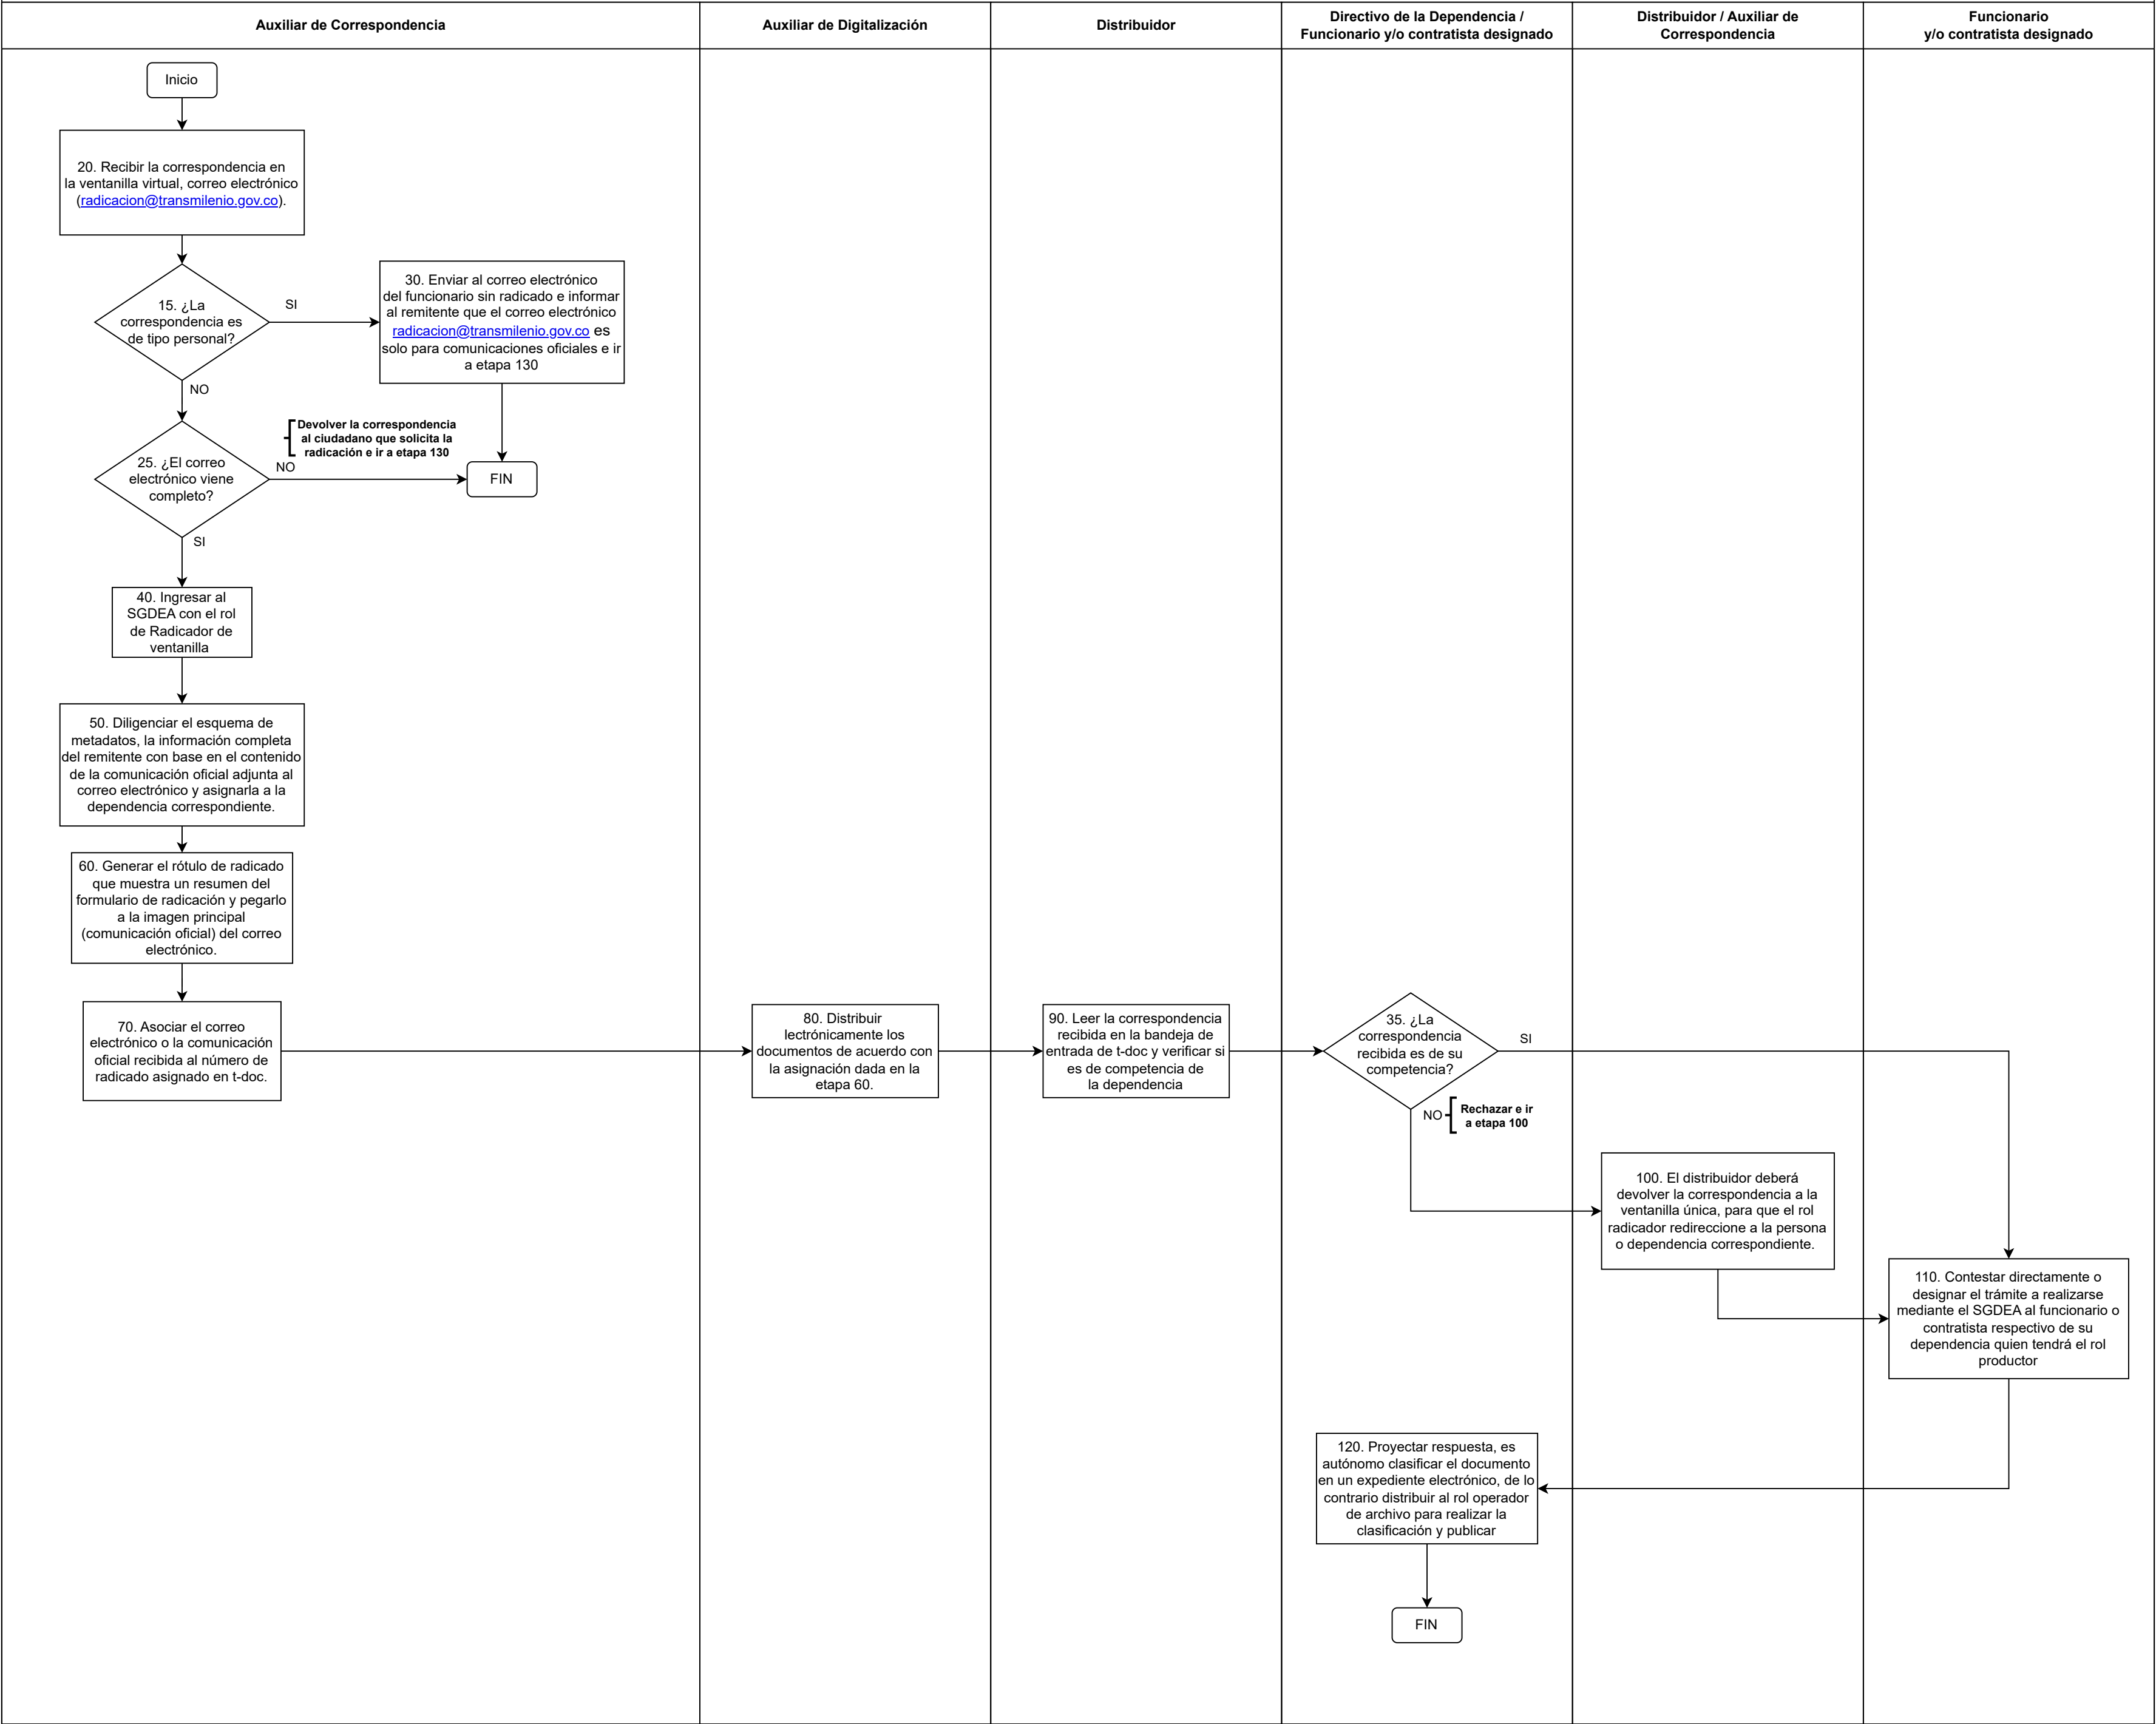 Auxiliar de Correspondencia
Auxiliar de Digitalización
Distribuidor
Directivo de la Dependencia /
Funcionario y/o contratista designado
Distribuidor / Auxiliar de
Correspondencia
Funcionario
y/o contratista designado
Inicio
20. Recibir la correspondencia en
la ventanilla virtual, correo electrónico
(radicacion@transmilenio.gov.co).
15. ¿La
correspondencia es
de tipo personal?
SI
30. Enviar al correo electrónico
del funcionario sin radicado e informar
al remitente que el correo electrónico
radicacion@transmilenio.gov.co es
solo para comunicaciones oficiales e ir
a etapa 130
NO
Devolver la correspondencia
al ciudadano que solicita la
radicación e ir a etapa 130
25. ¿El correo
electrónico viene
completo?
NO
FIN
SI
40. Ingresar al
SGDEA con el rol
de Radicador de
ventanilla
50. Diligenciar el esquema de
metadatos, la información completa
del remitente con base en el contenido
de la comunicación oficial adjunta al
correo electrónico y asignarla a la
dependencia correspondiente.
60. Generar el rótulo de radicado
que muestra un resumen del
formulario de radicación y pegarlo
a la imagen principal
(comunicación oficial) del correo
electrónico.
70. Asociar el correo
electrónico o la comunicación
oficial recibida al número de
radicado asignado en t-doc.
80. Distribuir
lectrónicamente los
documentos de acuerdo con
la asignación dada en la
etapa 60.
90. Leer la correspondencia
recibida en la bandeja de
entrada de t-doc y verificar si
es de competencia de
la dependencia
35. ¿La
correspondencia
recibida es de su
competencia?
SI
NO
Rechazar e ir
a etapa 100
100. El distribuidor deberá
devolver la correspondencia a la
ventanilla única, para que el rol
radicador redireccione a la persona
o dependencia correspondiente.
110. Contestar directamente o
designar el trámite a realizarse
mediante el SGDEA al funcionario o
contratista respectivo de su
dependencia quien tendrá el rol
productor
120. Proyectar respuesta, es
autónomo clasificar el documento
en un expediente electrónico, de lo
contrario distribuir al rol operador
de archivo para realizar la
clasificación y publicar
FIN